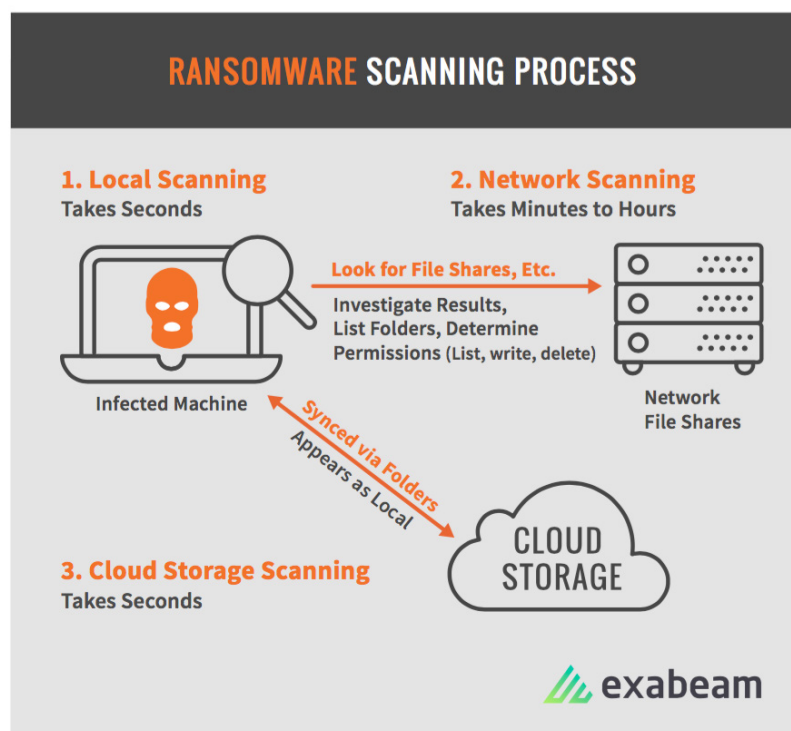 RANSOMWARE SCANNING PROCESS
1. Local Scanning
Takes Seconds
2. Network Scanning
Takes Minutes to Hours
Look for File Shares, Etc.
Investigate Results,
List Folders, Determine
Permissions (List, write, delete)
Infected Machine
Network
File Shares
Synced via Folders
Appears as Local
CLOUD
STORAGE
3. Cloud Storage Scanning
Takes Seconds
exabeam